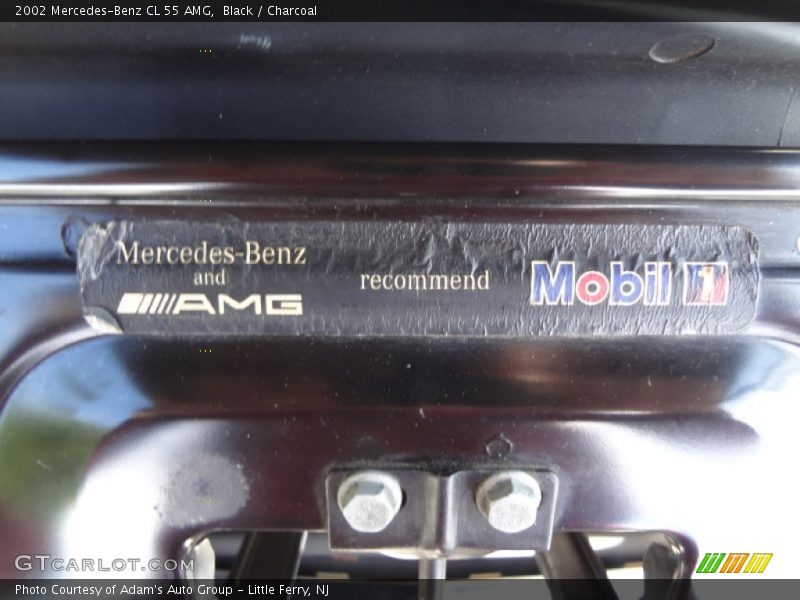 2002 Mercedes-Benz CL 55 AMG, Black / Charcoal
Mercedes-Benz
and
AMG
recommend
Mobil 1
GTcarlot.com
Photo Courtesy of Adam's Auto Group - Little Ferry, NJ